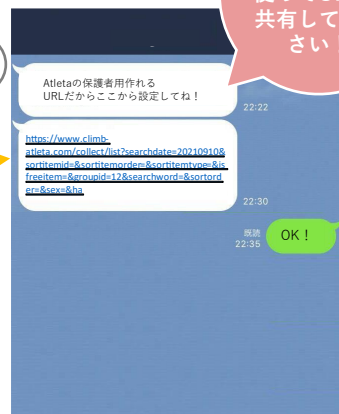 共有して
さい！
Atletaの保護者用作れる
URLだからここから設定してね！
22:22
https://www.climb-
atleta.com/collect/list?searchdate=20210910&
sortitemid=&sortitemorder=&sortitemtype=&is
freeitem=&groupid=12&searchword=&sortord
er=&sex=&ha
22:30
既読
22:35
OK！